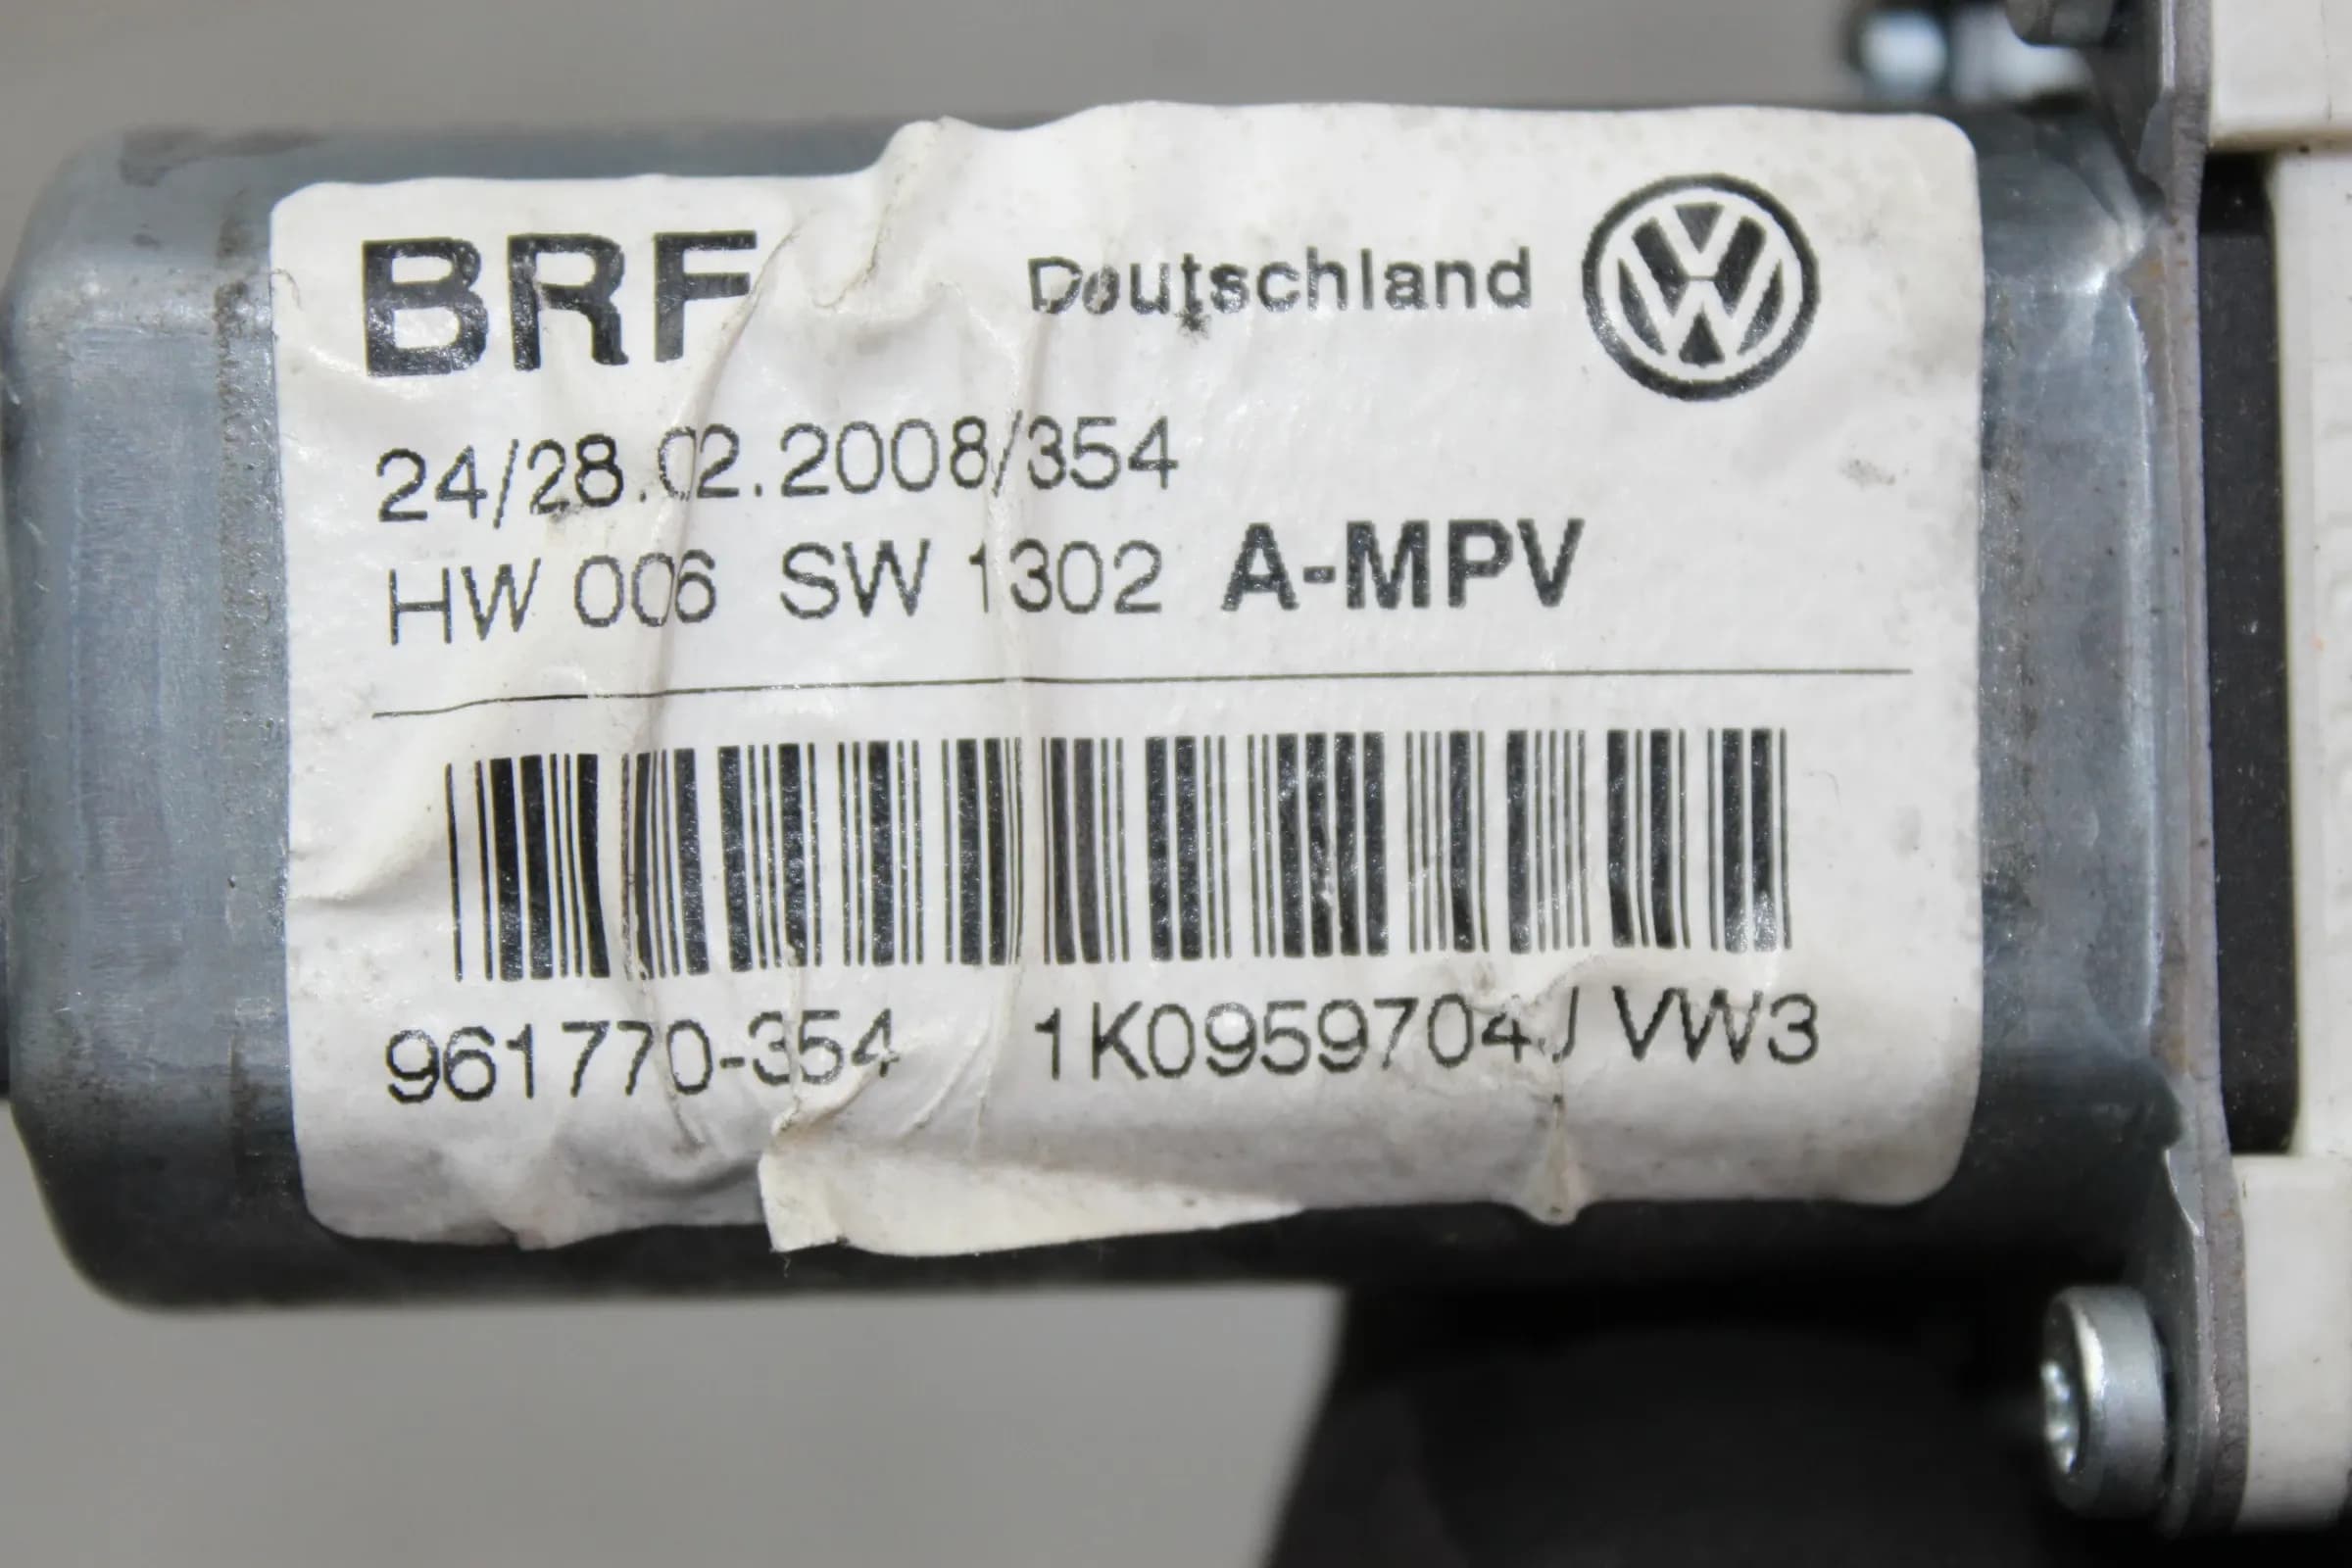 BRF Deutschland
24/28.02.2008/354
HW 006 SW 1302 A-MPV
961770-354 1K0959704J VW3